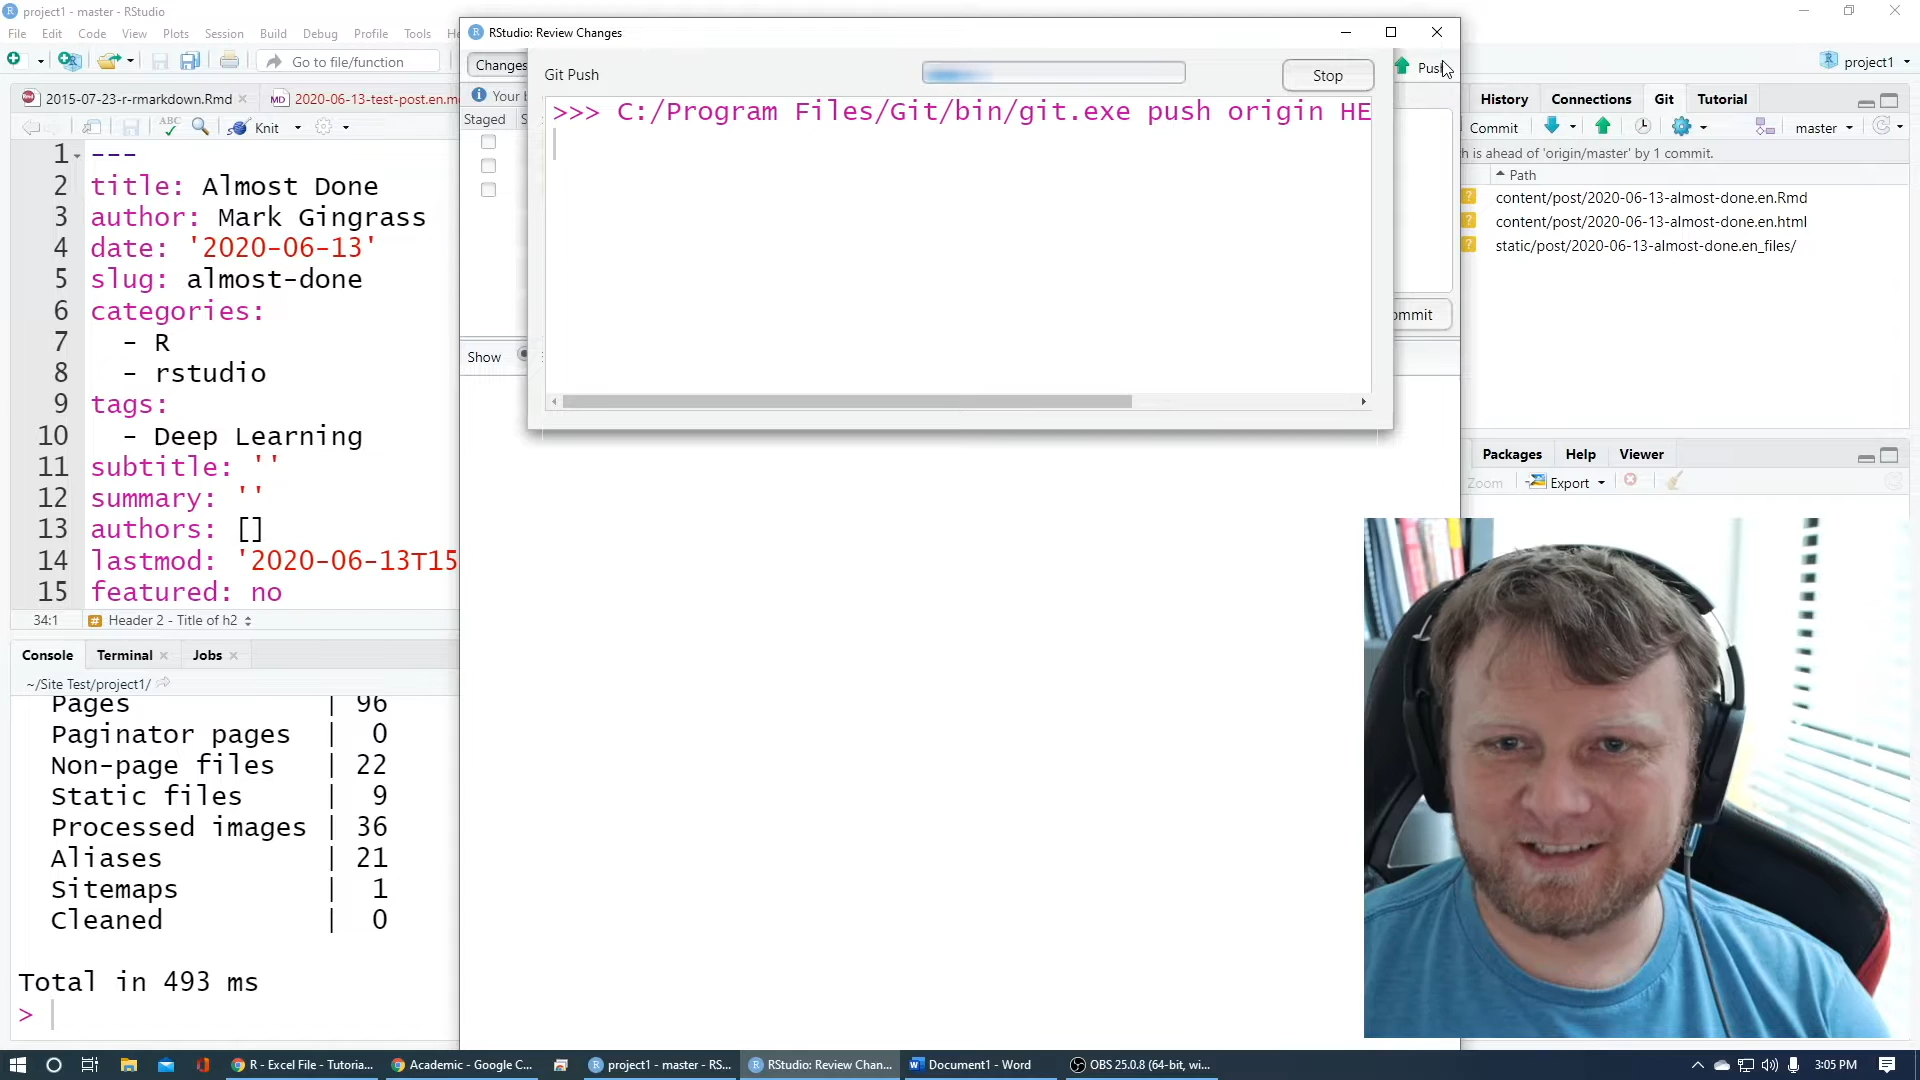 project1 - master - RStudio
File Edit Code View Plots Session Build Debug Profile Tools
Go to file/function
project1
2015-07-23-r-rmarkdown.Rmd
2020-06-13-test-post.en.m
Knit
1 ---
2 title: Almost Done
3 author: Mark Gingrass
4 date: '2020-06-13'
5 slug: almost-done
6 categories:
7 - R
8 - rstudio
9 tags:
10 - Deep Learning
11 subtitle: ''
12 summary: ''
13 authors: []
14 lastmod: '2020-06-13T15
15 featured: no
34:1 Header 2 - Title of h2
Console Terminal Jobs
~/Site Test/project1/
Pages | 96
Paginator pages | 0
Non-page files | 22
Static files | 9
Processed images | 36
Aliases | 21
Sitemaps | 1
Cleaned | 0
Total in 493 ms
>
RStudio: Review Changes
Changes
Push
Your b
Staged S
Git Push
Stop
>>> C:/Program Files/Git/bin/git.exe push origin HE
ommit
Show
History Connections Git Tutorial
Commit
master
h is ahead of 'origin/master' by 1 commit.
Path
content/post/2020-06-13-almost-done.en.Rmd
content/post/2020-06-13-almost-done.en.html
static/post/2020-06-13-almost-done.en_files/
Packages Help Viewer
Zoom Export
R - Excel File - Tutoria...
Academic - Google C...
project1 - master - RS...
RStudio: Review Chan...
Document1 - Word
OBS 25.0.8 (64-bit, wi...
3:05 PM